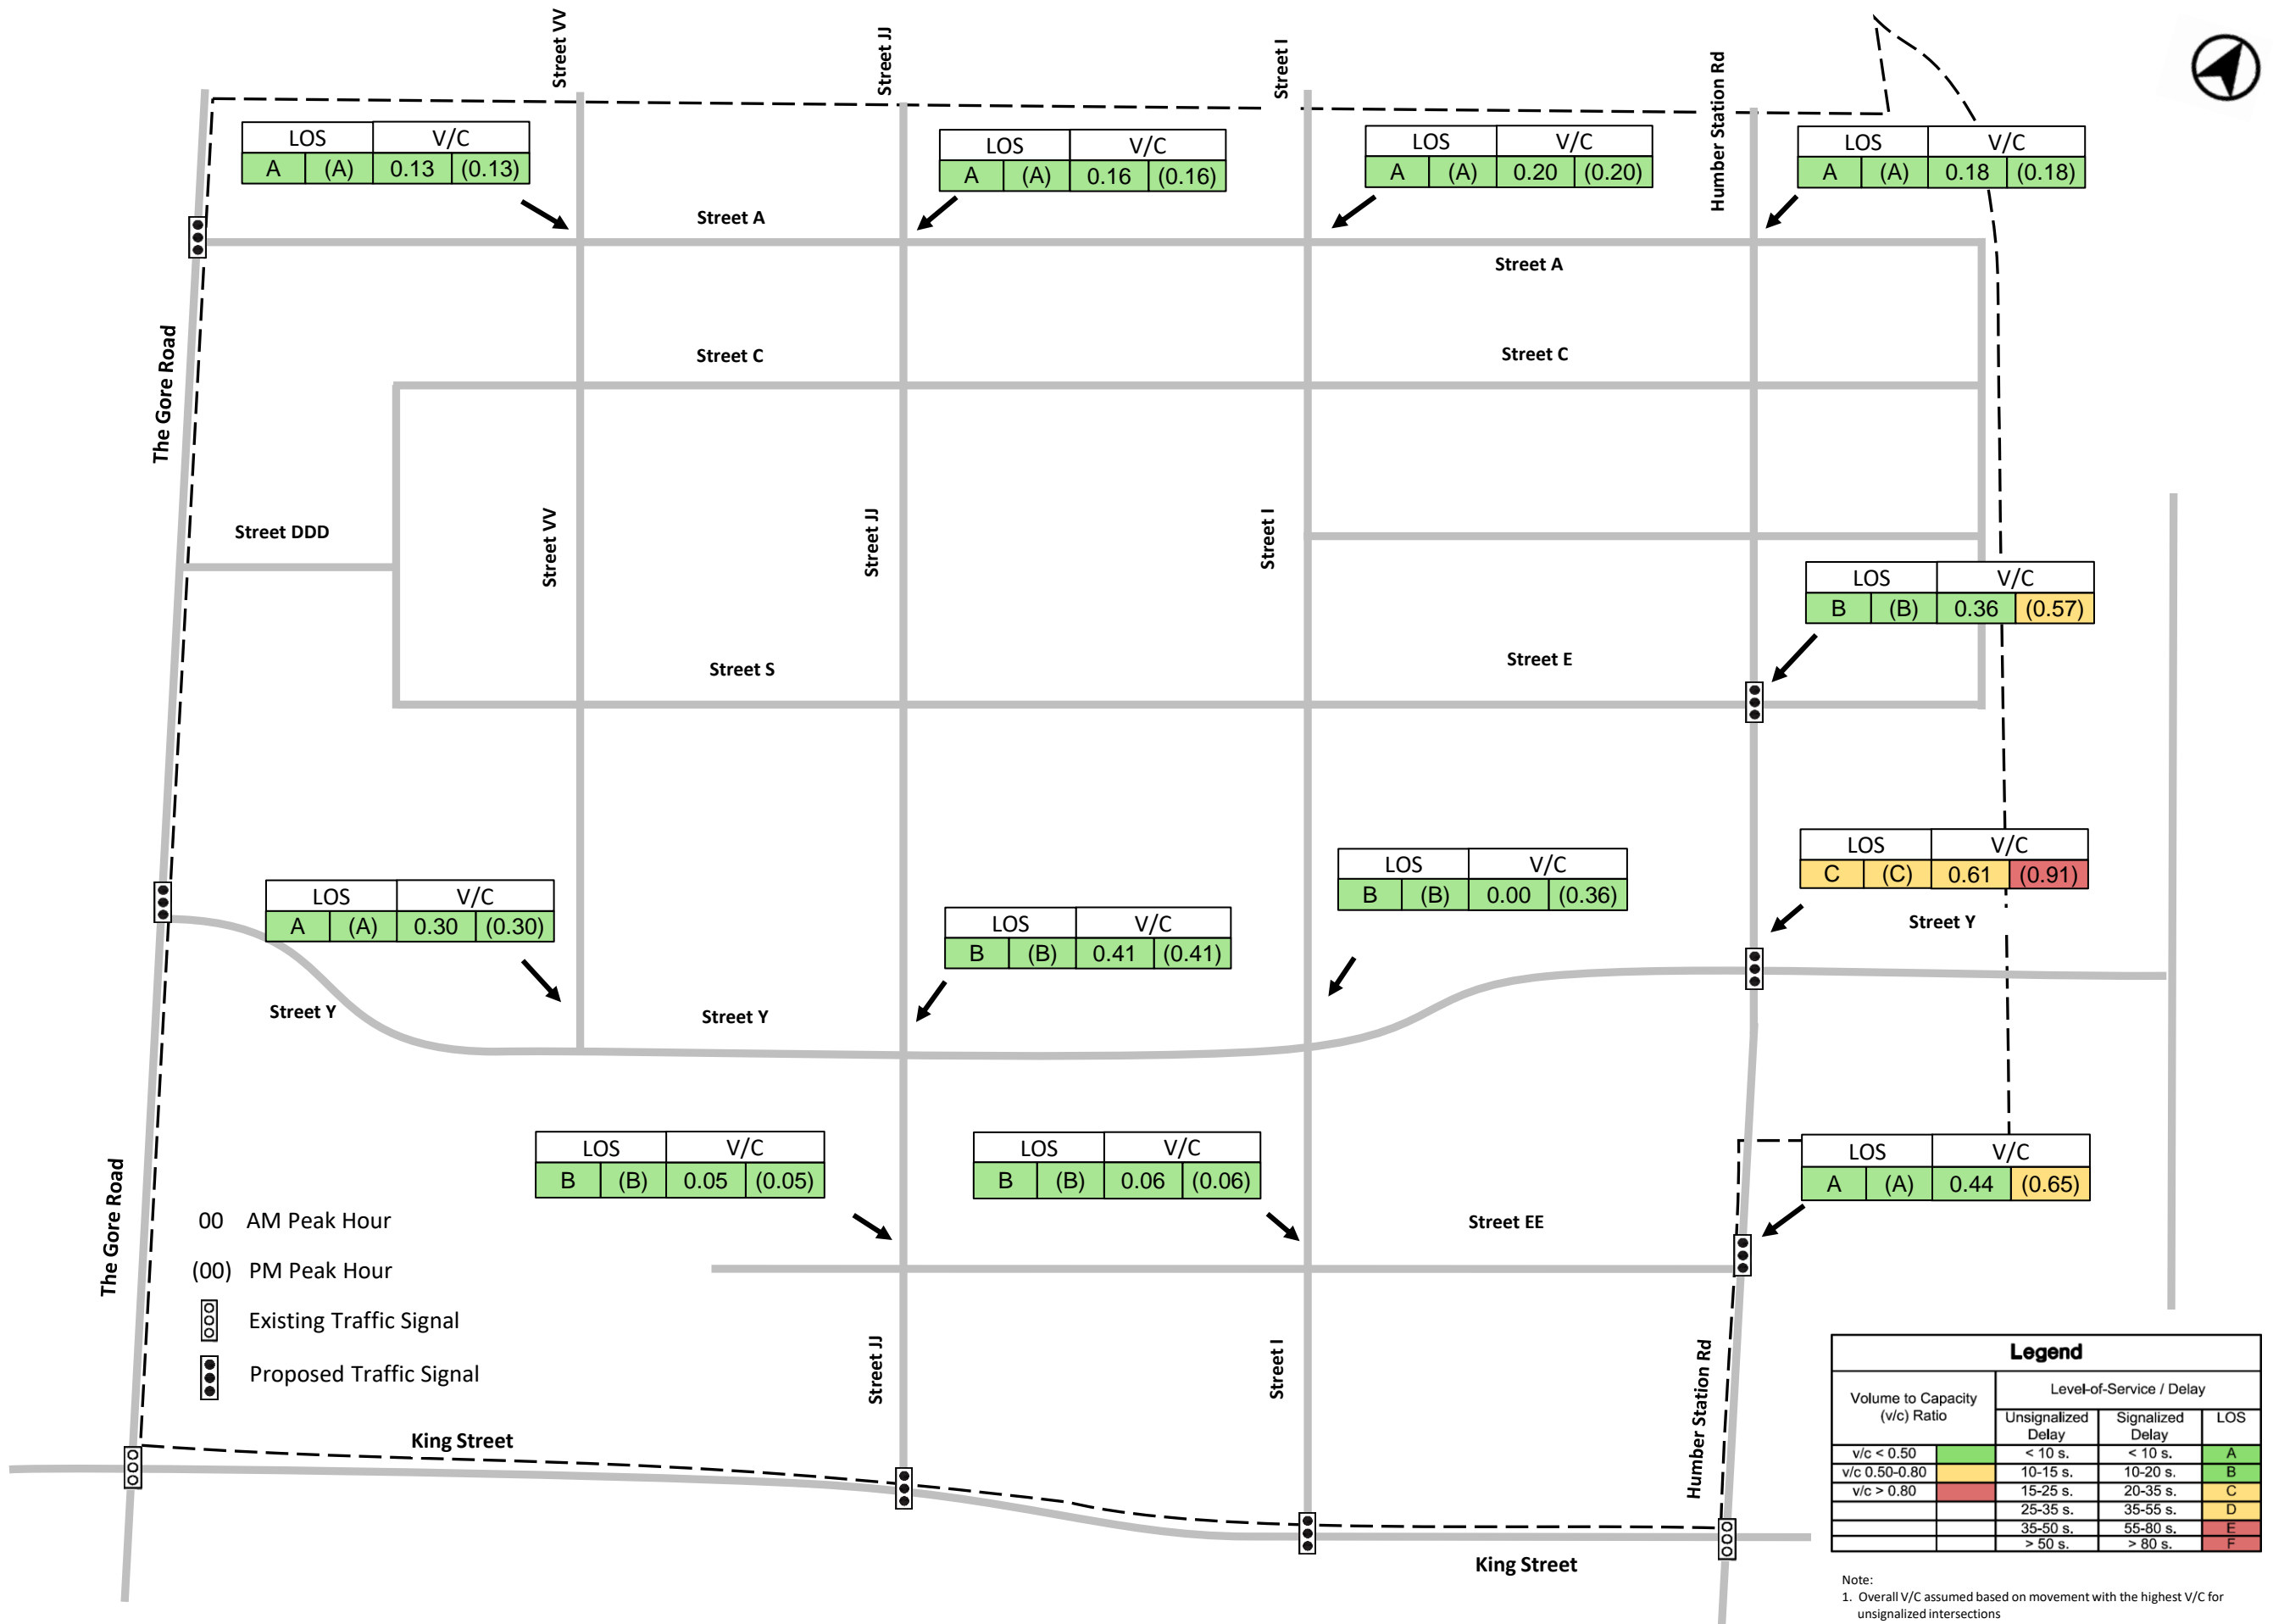 Street VV
Street JJ
Street I
Humber Station Rd
LOS V/C
A (A) 0.13 (0.13)
LOS V/C
A (A) 0.16 (0.16)
LOS V/C
A (A) 0.20 (0.20)
LOS V/C
A (A) 0.18 (0.18)
Street A
Street A
The Gore Road
Street C
Street C
Street DDD
Street VV
Street JJ
Street I
LOS V/C
B (B) 0.36 (0.57)
Street S
Street E
LOS V/C
C (C) 0.61 (0.91)
LOS V/C
B (B) 0.00 (0.36)
LOS V/C
A (A) 0.30 (0.30)
LOS V/C
B (B) 0.41 (0.41)
Street Y
Street Y
Street Y
LOS V/C
B (B) 0.05 (0.05)
LOS V/C
B (B) 0.06 (0.06)
LOS V/C
A (A) 0.44 (0.65)
The Gore Road
Street EE
00 AM Peak Hour
(00) PM Peak Hour
Existing Traffic Signal
Proposed Traffic Signal
Street JJ
Street I
Humber Station Rd
King Street
King Street
Legend
Volume to Capacity
(v/c) Ratio
Level-of-Service / Delay
Unsignalized
Delay
Signalized
Delay
LOS
v/c < 0.50 < 10 s. < 10 s. A
v/c 0.50-0.80 10-15 s. 10-20 s. B
v/c > 0.80 15-25 s. 20-35 s. C
25-35 s. 35-55 s. D
35-50 s. 55-80 s. E
> 50 s. > 80 s. F
Note:
1. Overall V/C assumed based on movement with the highest V/C for
unsignalized intersections